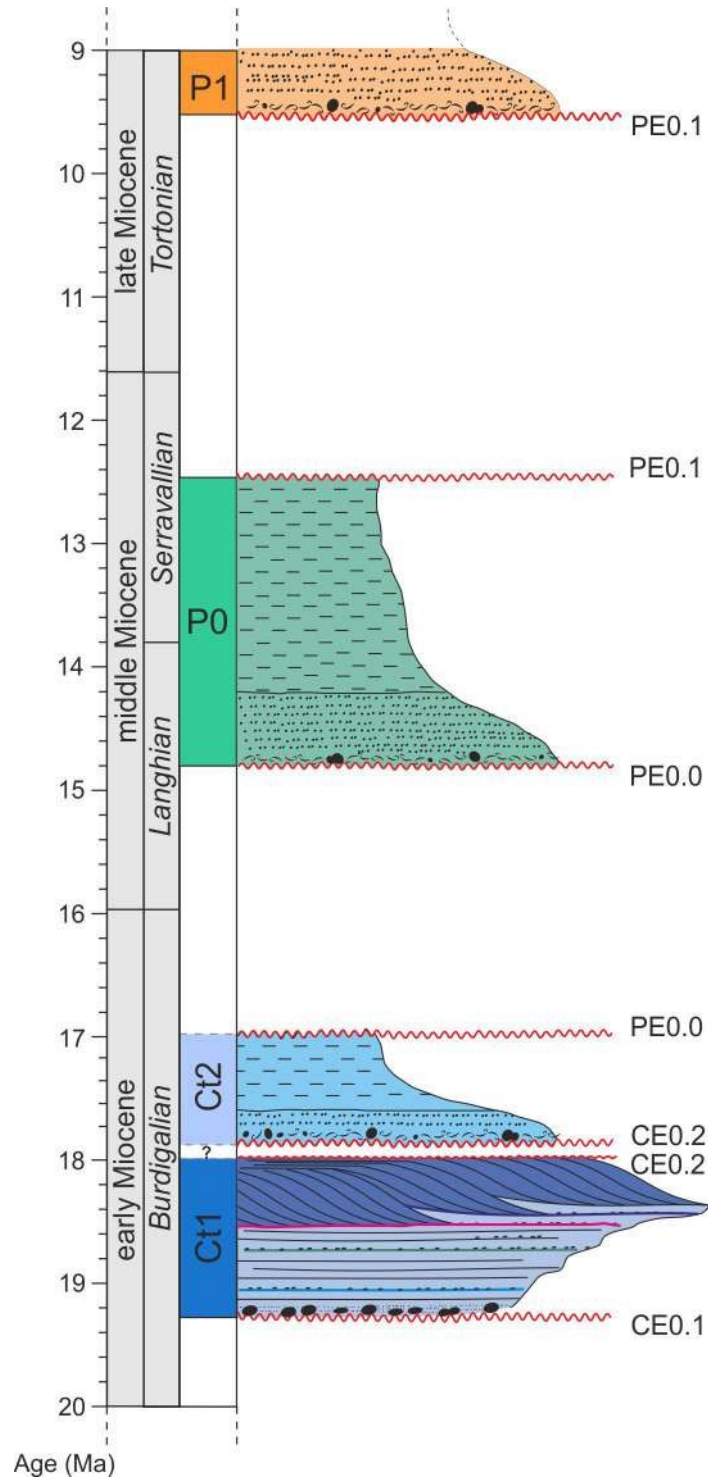 9
P1
PE0.1
10
late Miocene
Tortonian
11
12
PE0.1
13
Serravallian
P0
14
middle Miocene
Langhian
PE0.0
15
16
17
PE0.0
Ct2
CE0.2
?
18
CE0.2
early Miocene
Burdigalian
Ct1
19
CE0.1
20
Age (Ma)